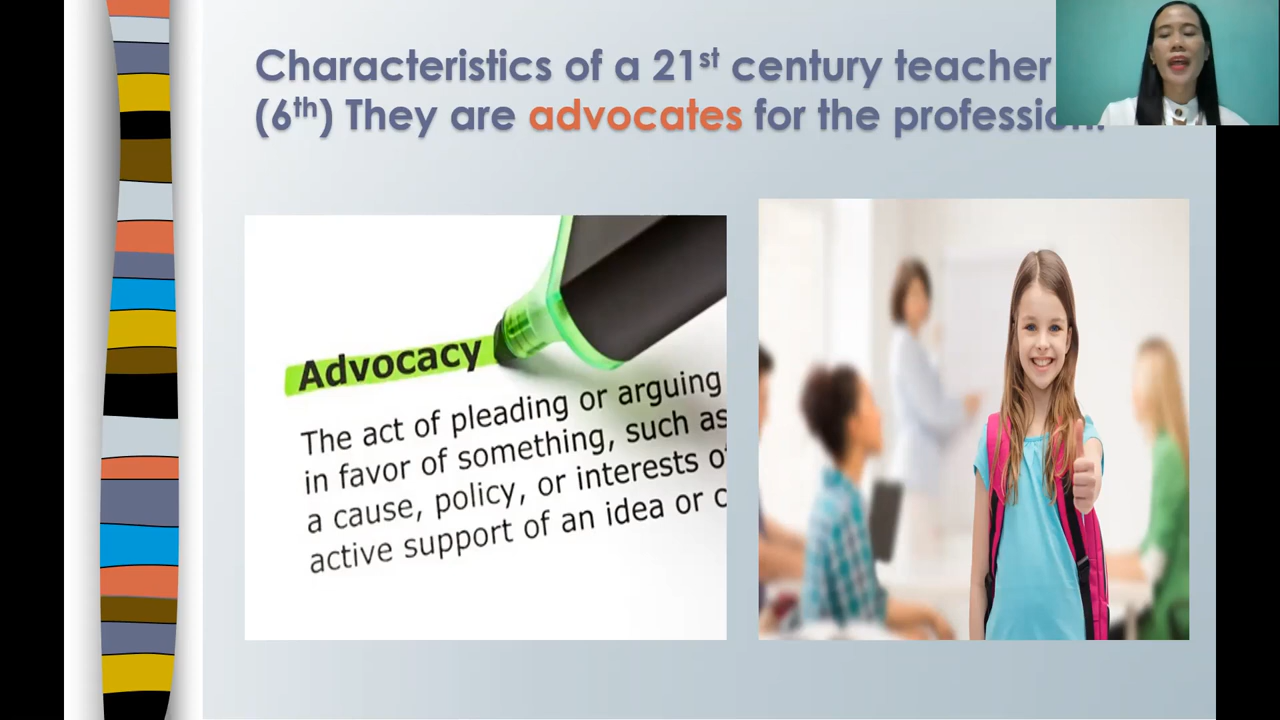 Characteristics of a 21st century teacher
(6th) They are advocates for the profession.
Advocacy
The act of pleading or arguing
in favor of something, such as
a cause, policy, or interests
active support of an idea or